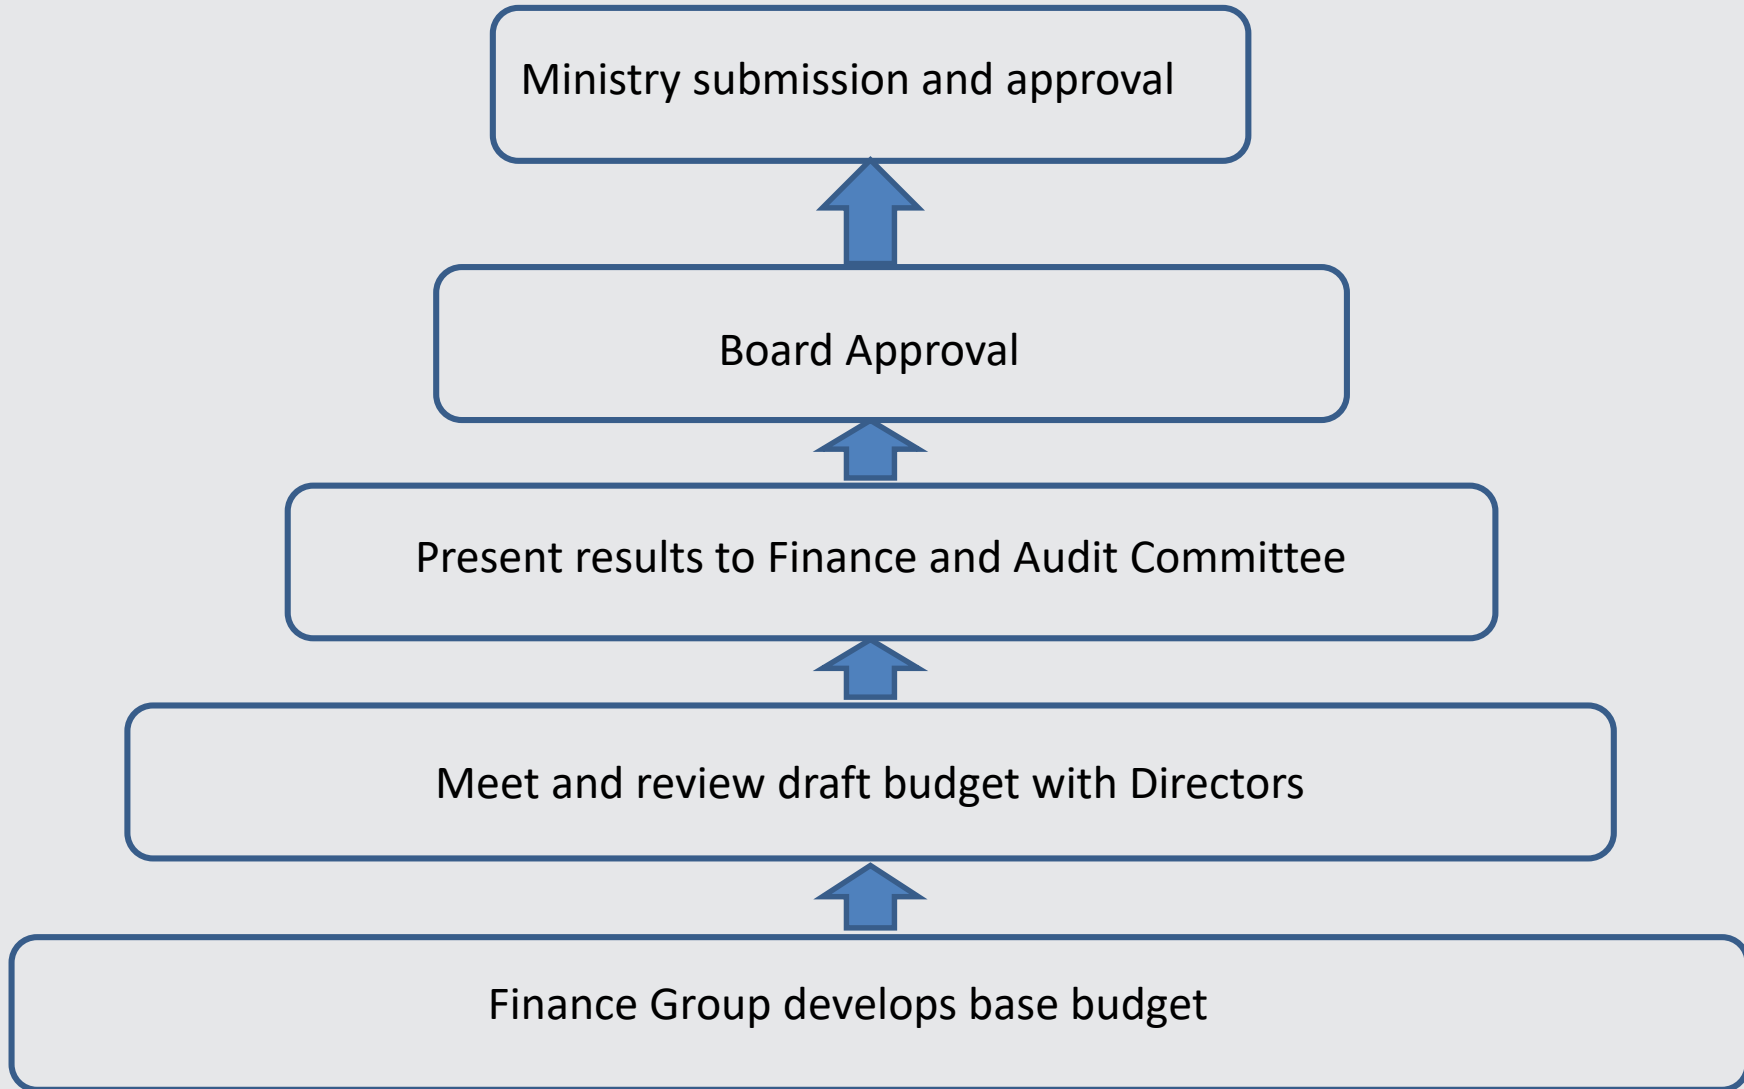 Ministry submission and approval
Board Approval
Present results to Finance and Audit Committee
Meet and review draft budget with Directors
Finance Group develops base budget